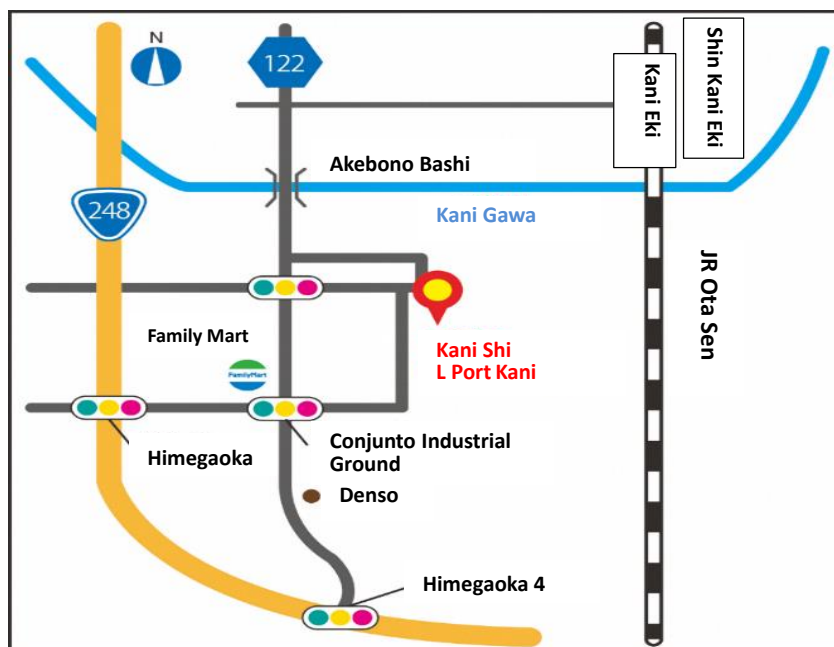 N
122
Kani Eki
Shin Kani Eki
Akebono Bashi
248
Kani Gawa
JR Ota Sen
Family Mart
FamilyMart
Kani Shi
L Port Kani
Himegaoka
Conjunto Industrial
Ground
Denso
Himegaoka 4